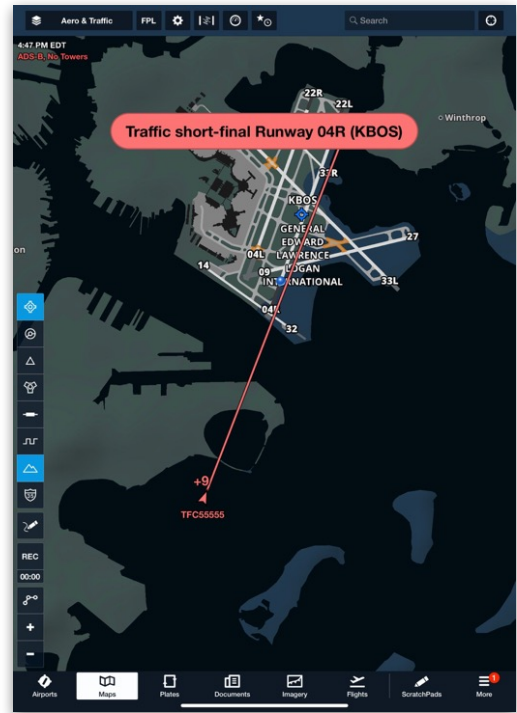 Aero & Traffic
FPL
Search
4:47 PM EDT
ADS-B, No Towers
22R
22L
Winthrop
Traffic short-final Runway 04R (KBOS)
33R
KBOS
GENERAL
EDWARD
LAWRENCE
LOGAN
INTERNATIONAL
27
04L
09
14
33L
04R
32
on
+9
TFC55555
REC
00:00
+
−
Airports
Maps
Plates
Documents
Imagery
Flights
ScratchPads
More
1